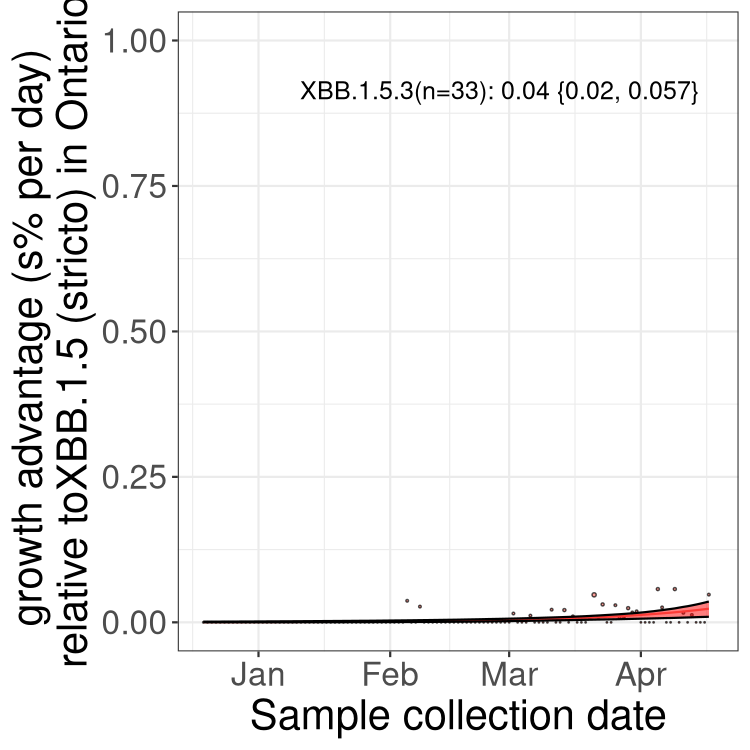 growth advantage (s% per day)
relative toXBB.1.5 (stricto) in Ontario
1.00
0.75
0.50
0.25
0.00
XBB.1.5.3(n=33): 0.04 {0.02, 0.057}
Jan Feb Mar Apr
Sample collection date